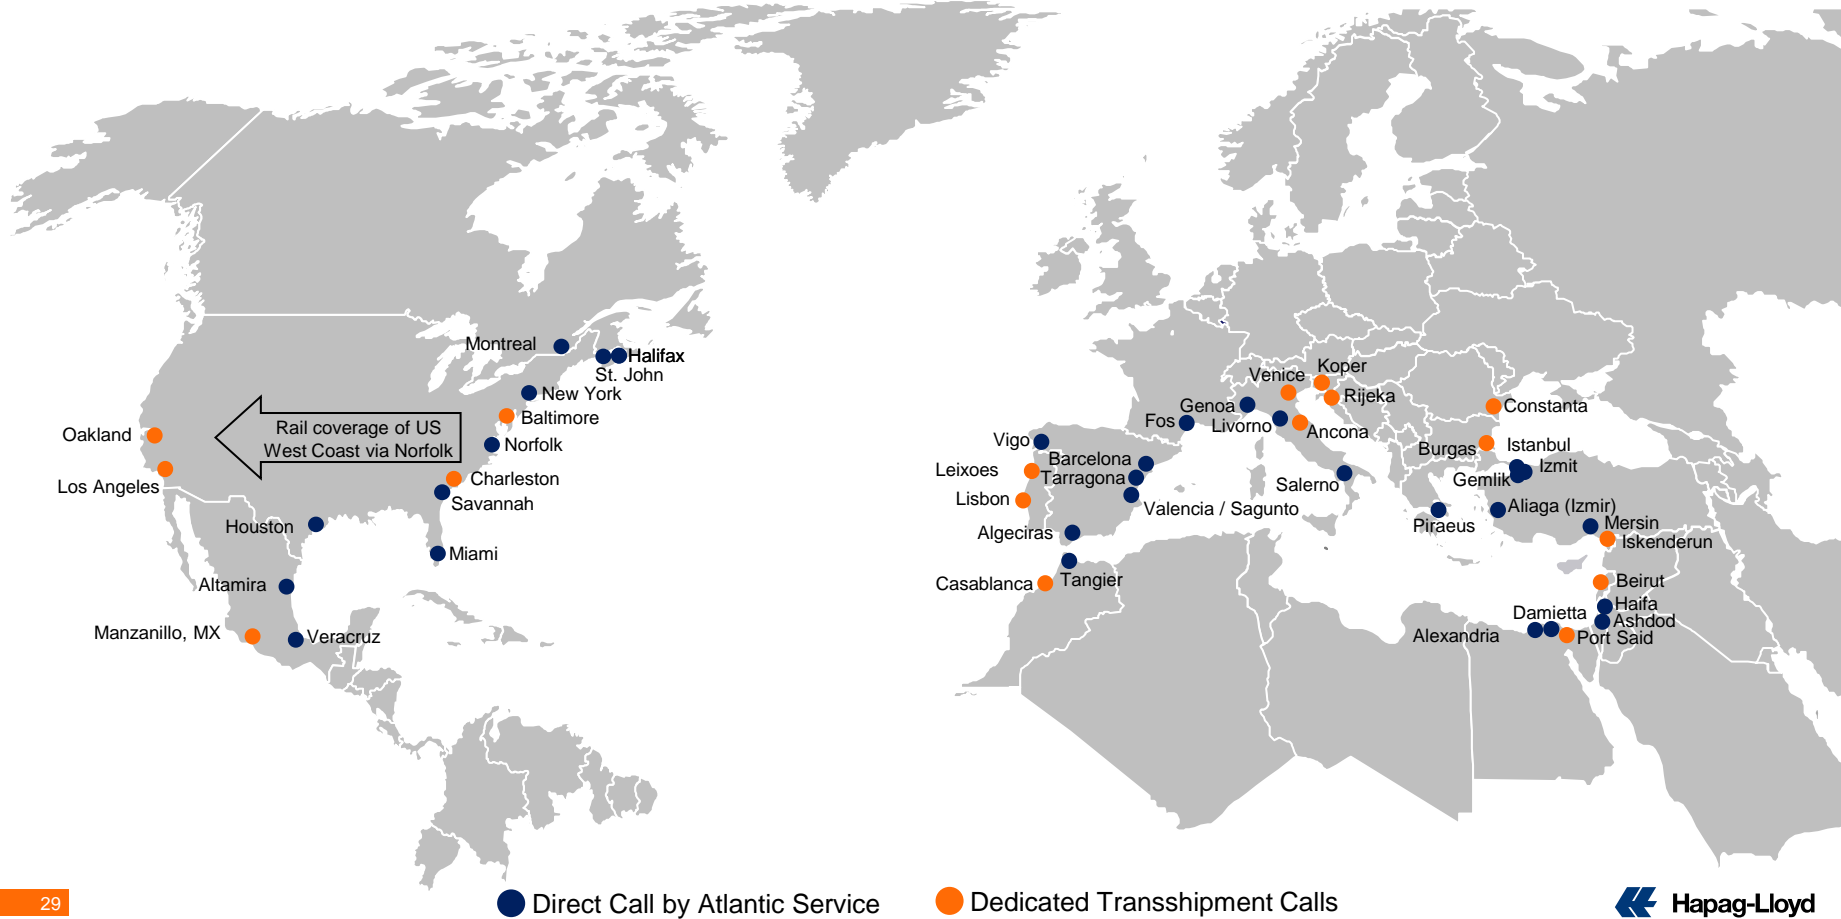 Montreal
Halifax
St. John
New York
Baltimore
Rail coverage of US
West Coast via Norfolk
Oakland
Norfolk
Los Angeles
Charleston
Savannah
Houston
Miami
Altamira
Manzanillo, MX
Veracruz
Koper
Venice
Rijeka
Genoa
Constanta
Fos
Livorno
Ancona
Vigo
Burgas
Istanbul
Barcelona
Izmit
Leixoes
Tarragona
Gemlik
Salerno
Lisbon
Valencia / Sagunto
Aliaga (Izmir)
Piraeus
Mersin
Algeciras
Iskenderun
Casablanca
Tangier
Beirut
Haifa
Damietta
Ashdod
Alexandria
Port Said
29
Direct Call by Atlantic Service
Dedicated Transshipment Calls
Hapag-Lloyd